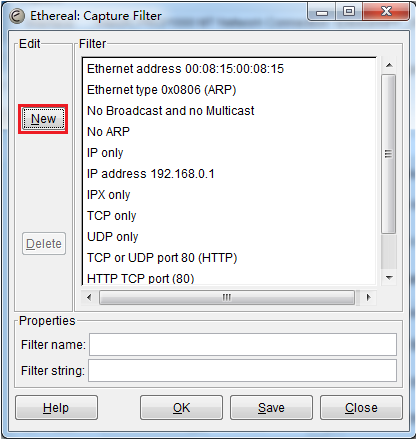 Ethereal: Capture Filter
Edit
Filter
New
Delete
Ethernet address 00:08:15:00:08:15
Ethernet type 0x0806 (ARP)
No Broadcast and no Multicast
No ARP
IP only
IP address 192.168.0.1
IPX only
TCP only
UDP only
TCP or UDP port 80 (HTTP)
HTTP TCP port (80)
Properties
Filter name:
Filter string:
Help
OK
Save
Close